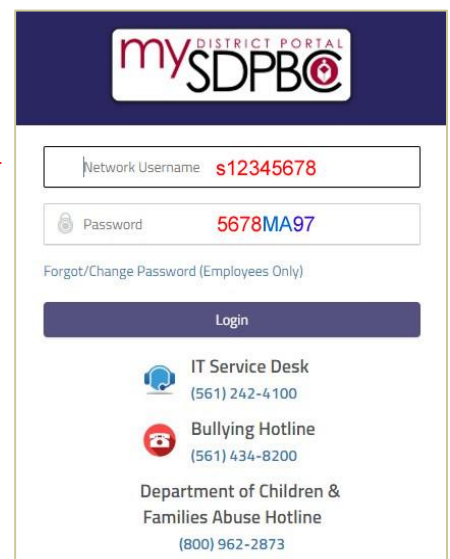 my DISTRICT PORTAL
SDPBC
Network Username s12345678
Password 5678MA97
Forgot/Change Password (Employees Only)
Login
IT Service Desk
(561) 242-4100
Bullying Hotline
(561) 434-8200
Department of Children &
Families Abuse Hotline
(800) 962-2873